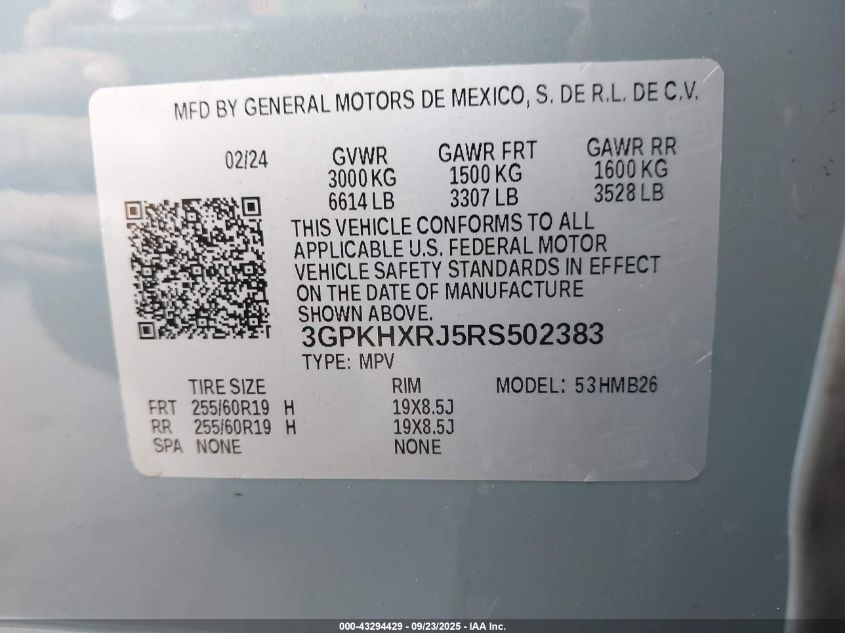 MFD BY GENERAL MOTORS DE MEXICO, S. DE R.L. DE C.V.
02/24 GVWR GAWR FRT GAWR RR
3000 KG 1500 KG 1600 KG
6614 LB 3307 LB 3528 LB
THIS VEHICLE CONFORMS TO ALL
APPLICABLE U.S. FEDERAL MOTOR
VEHICLE SAFETY STANDARDS IN EFFECT
ON THE DATE OF MANUFACTURE
SHOWN ABOVE.
3GPKHXRJ5RS502383
TYPE: MPV
TIRE SIZE RIM MODEL: 53HMB26
FRT 255/60R19 H 19X8.5J
RR 255/60R19 H 19X8.5J
SPA NONE NONE
000-43294429 - 09/23/2025 - IAA Inc.